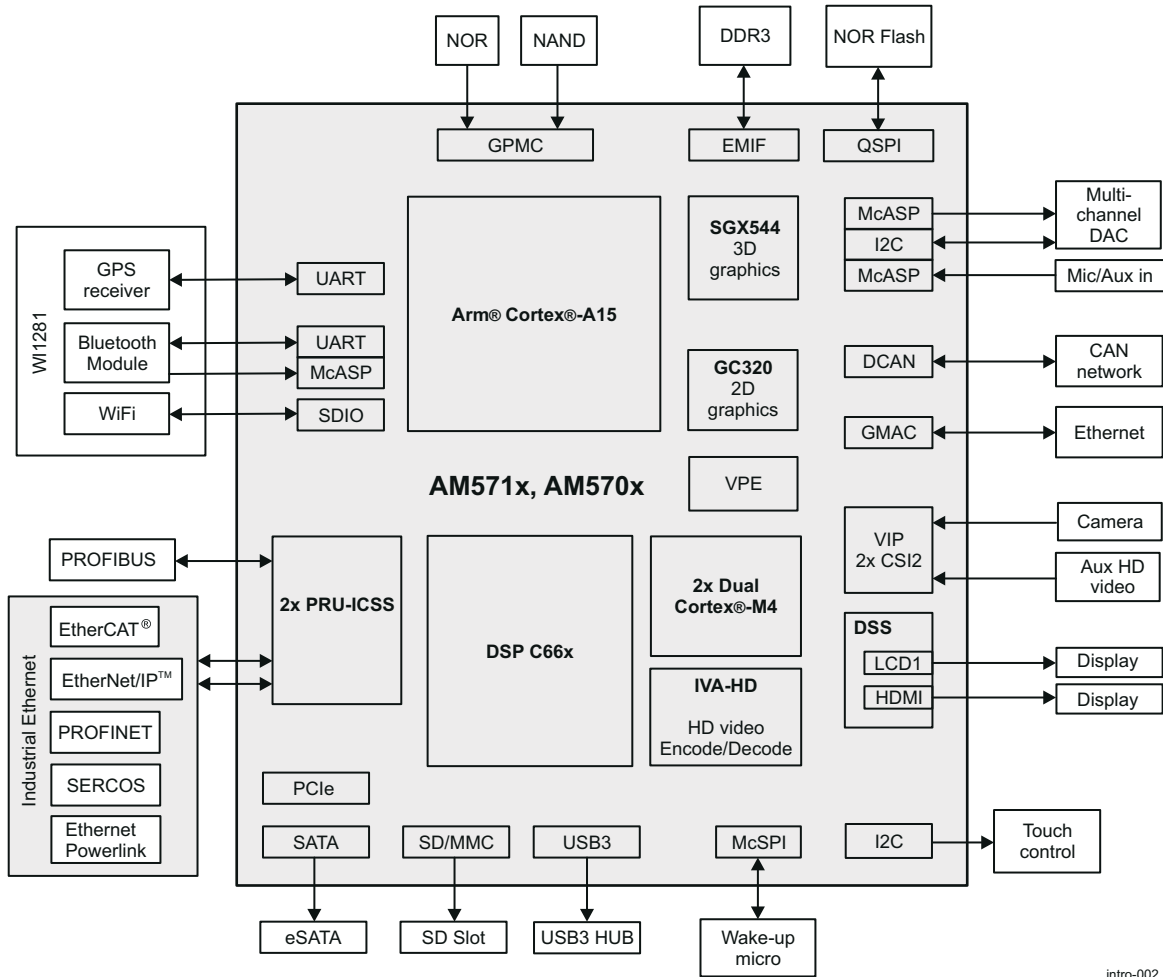 NOR
NAND
DDR3
NOR Flash
GPMC
EMIF
QSPI
WI1281
GPS
receiver
Bluetooth
Module
WiFi
UART
UART
McASP
SDIO
Arm® Cortex®-A15
SGX544
3D
graphics
GC320
2D
graphics
VPE
McASP
I2C
McASP
Multi-
channel
DAC
Mic/Aux in
DCAN
CAN
network
GMAC
Ethernet
AM571x, AM570x
VIP
2x CSI2
Camera
Aux HD
video
PROFIBUS
Industrial Ethernet
EtherCAT®
EtherNet/IP™
PROFINET
SERCOS
Ethernet
Powerlink
2x PRU-ICSS
DSP C66x
2x Dual
Cortex®-M4
IVA-HD
HD video
Encode/Decode
DSS
LCD1
HDMI
Display
Display
PCIe
SATA
SD/MMC
USB3
McSPI
I2C
Touch
control
eSATA
SD Slot
USB3 HUB
Wake-up
micro
intro-002